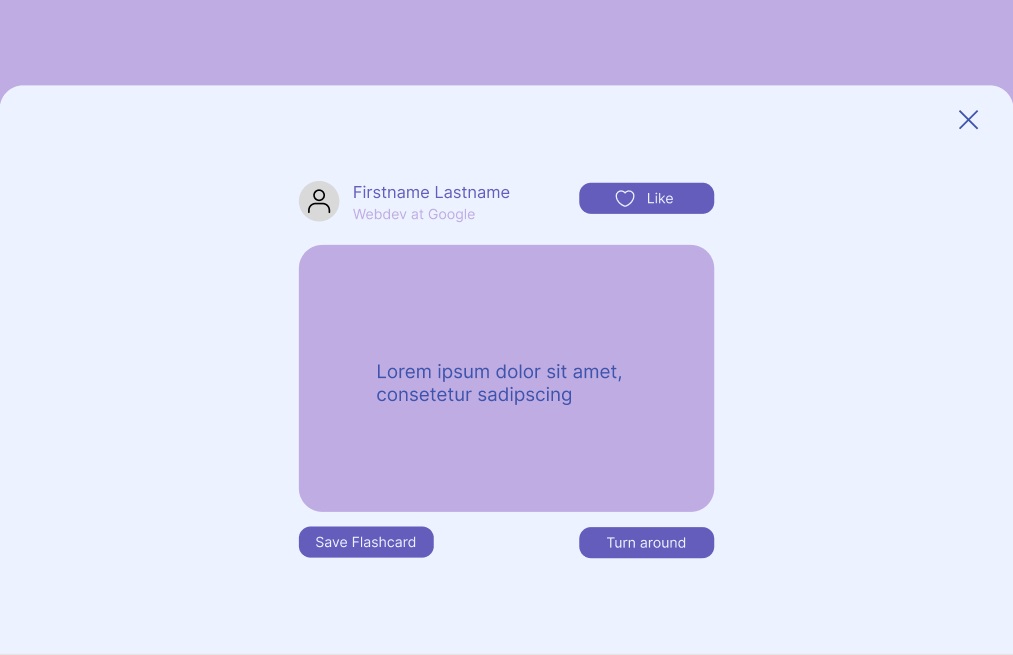 Firstname Lastname
Webdev at Google
Like
Lorem ipsum dolor sit amet,
consetetur sadipscing
Save Flashcard
Turn around